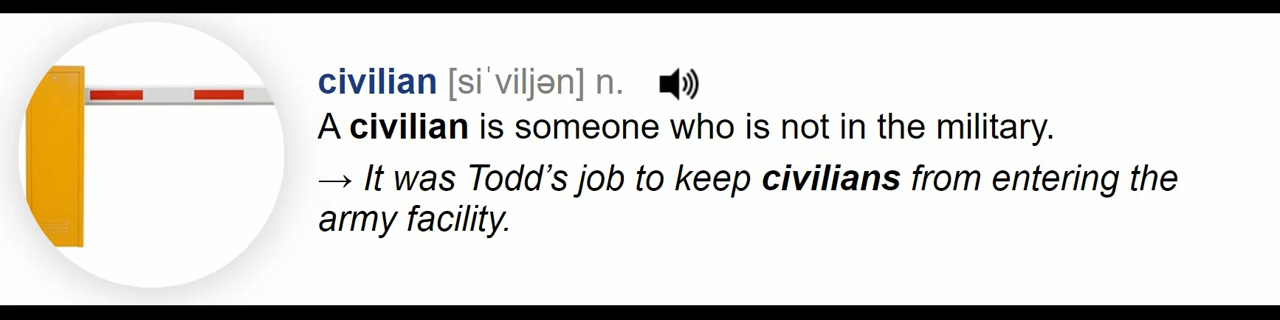 civilian [siˈviljən] n.
A civilian is someone who is not in the military.
→ It was Todd’s job to keep civilians from entering the
army facility.